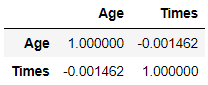 Age Times
Age 1.000000 -0.001462
Times -0.001462 1.000000